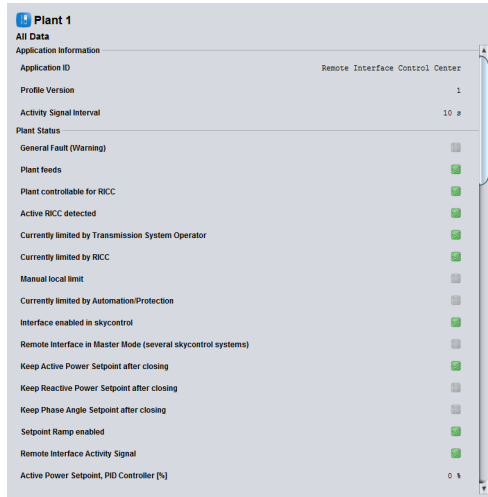 Plant 1
All Data
Application Information
Application ID Remote Interface Control Center
Profile Version 1
Activity Signal Interval 10 s
Plant Status
General Fault (Warning)
Plant feeds
Plant controllable for RICC
Active RICC detected
Currently limited by Transmission System Operator
Currently limited by RICC
Manual local limit
Currently limited by Automation/Protection
Interface enabled in skycontrol
Remote Interface in Master Mode (several skycontrol systems)
Keep Active Power Setpoint after closing
Keep Reactive Power Setpoint after closing
Keep Phase Angle Setpoint after closing
Setpoint Ramp enabled
Remote Interface Activity Signal
Active Power Setpoint, PID Controller [%] 0 %